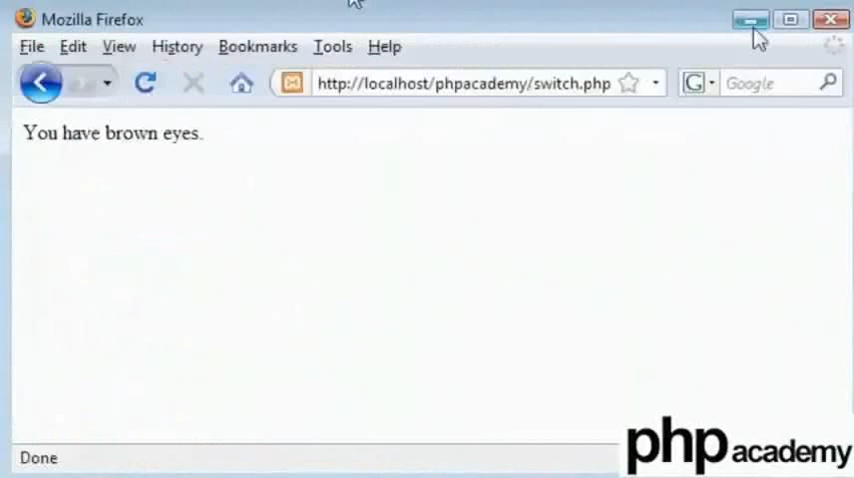 Mozilla Firefox
File Edit View History Bookmarks Tools Help
http://localhost/phpacademy/switch.php G Google
You have brown eyes.
Done
php academy